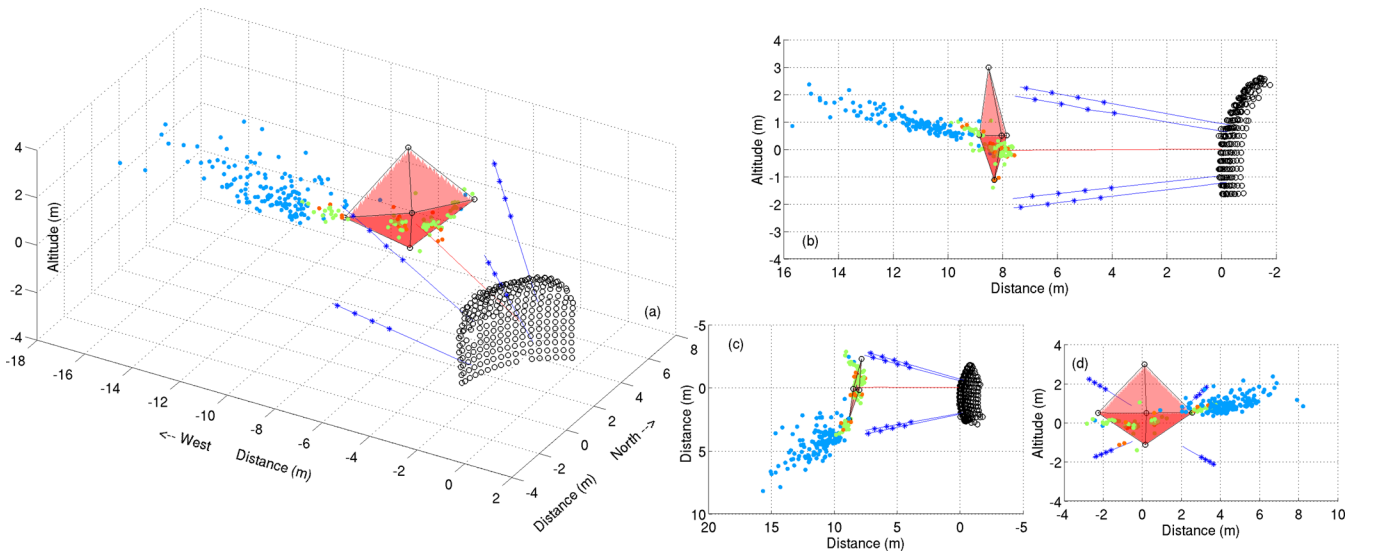 4
2
0
-2
-4
Altitude (m)
-18
-16
-14
-12
-10
-8
-6
-4
-2
0
2
<-- West Distance (m)
-4
-2
0
2
4
6
8
Distance (m) North -->
(a)
4
3
2
1
0
-1
-2
-3
-4
Altitude (m)
(b)
16 14 12 10 8 6 4 2 0 -2
Distance (m)
-5
0
5
10
Distance (m)
(c)
20 15 10 5 0 -5
Distance (m)
4
2
0
-2
-4
Altitude (m)
(d)
-4 -2 0 2 4 6 8 10
Distance (m)